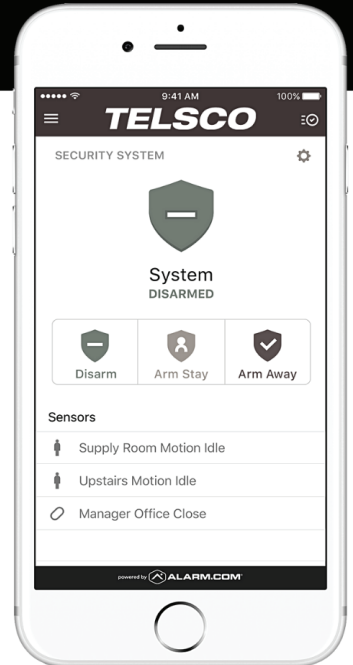 9:41 AM
100%
TELSCO
SECURITY SYSTEM
System
DISARMED
Disarm
Arm Stay
Arm Away
Sensors
Supply Room Motion Idle
Upstairs Motion Idle
Manager Office Close
powered by ALARM.COM